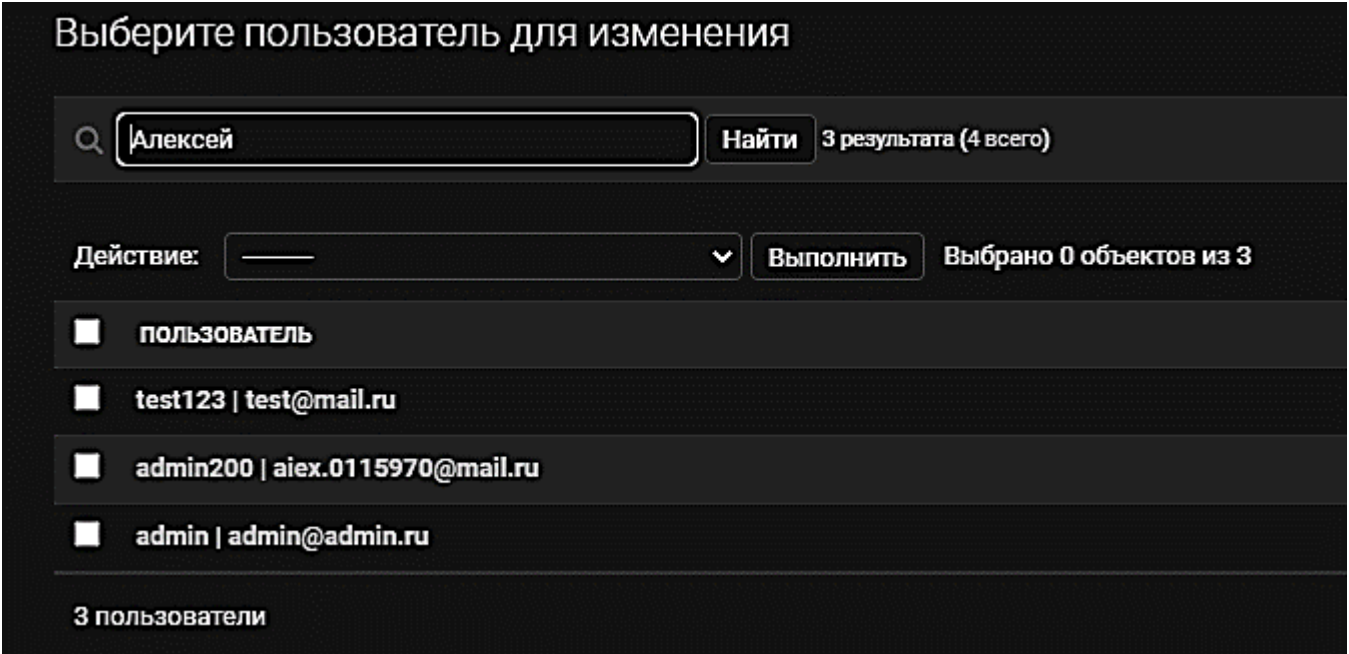 Выберите пользователь для изменения
Алексей Найти 3 результата (4 всего)
Действие: ——— Выполнить Выбрано 0 объектов из 3
ПОЛЬЗОВАТЕЛЬ
test123 | test@mail.ru
admin200 | aiex.0115970@mail.ru
admin | admin@admin.ru
3 пользователи